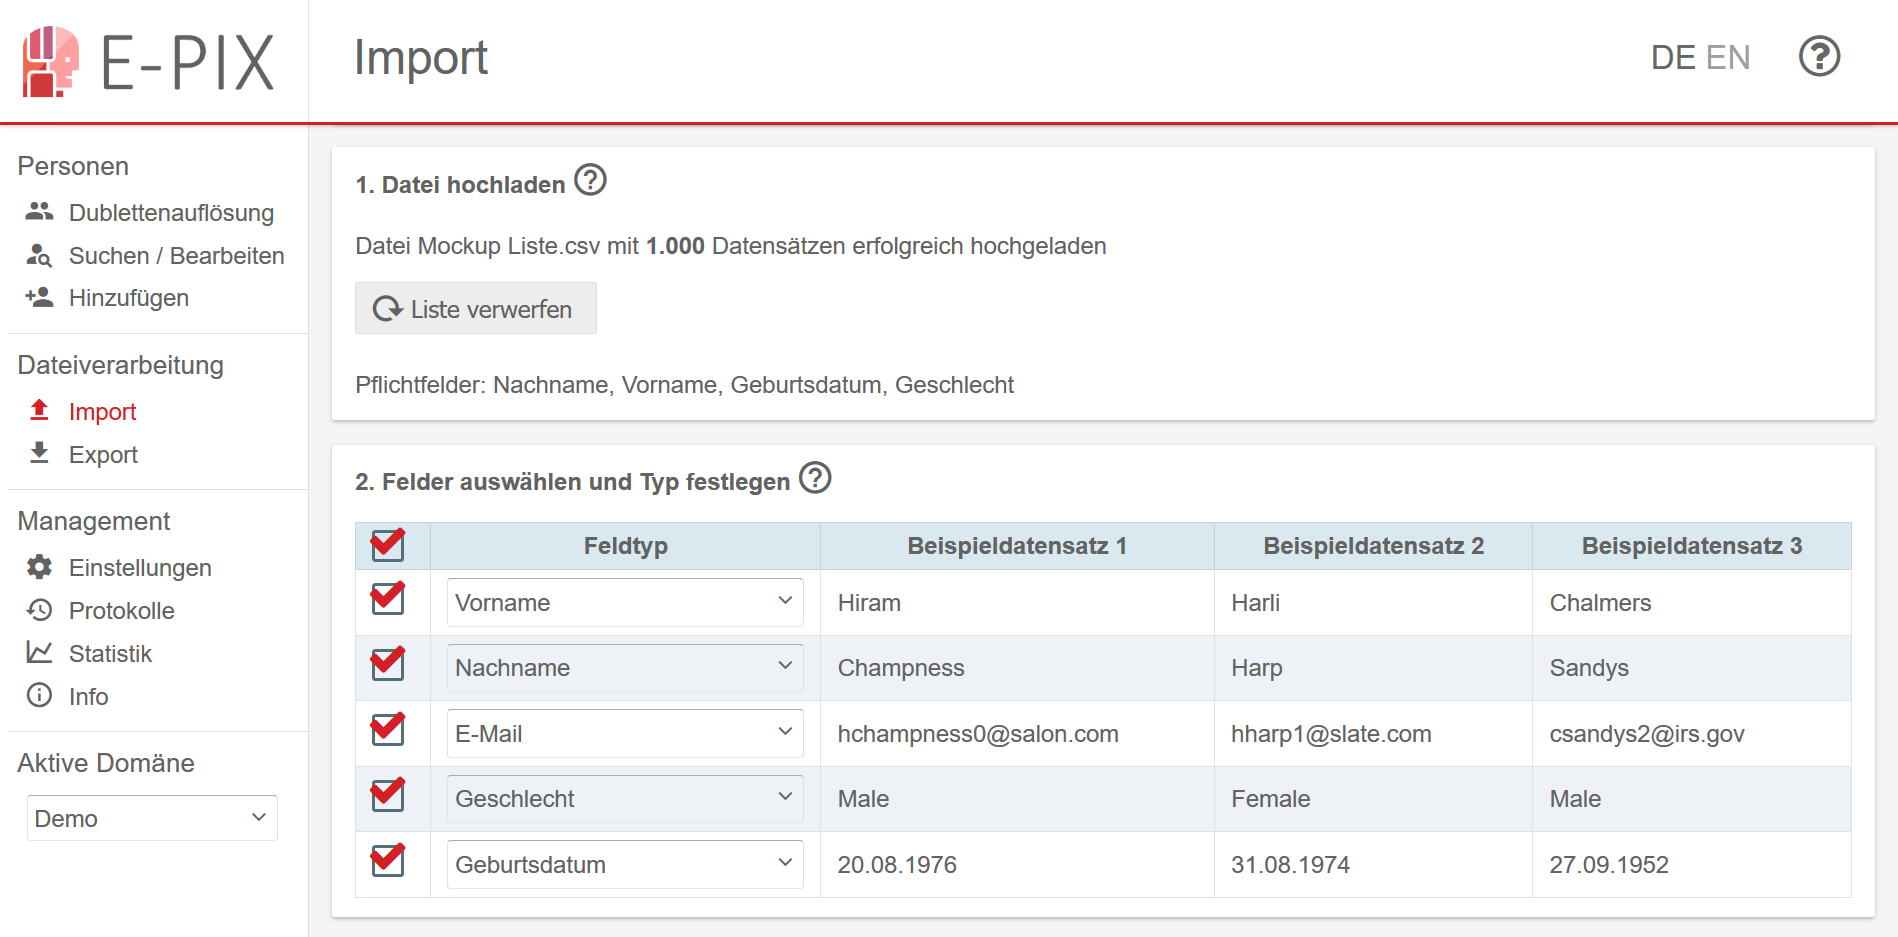 E-PIX
Import
DE EN
Personen
Dublettenauflösung
Suchen / Bearbeiten
Hinzufügen
Dateiverarbeitung
Import
Export
Management
Einstellungen
Protokolle
Statistik
Info
Aktive Domäne
Demo
1. Datei hochladen ?
Datei Mockup Liste.csv mit 1.000 Datensätzen erfolgreich hochgeladen
Liste verwerfen
Pflichtfelder: Nachname, Vorname, Geburtsdatum, Geschlecht
2. Felder auswählen und Typ festlegen ?
Feldtyp Beispieldatensatz 1 Beispieldatensatz 2 Beispieldatensatz 3
Vorname Hiram Harli Chalmers
Nachname Champness Harp Sandys
E-Mail hchampness0@salon.com hharp1@slate.com csandys2@irs.gov
Geschlecht Male Female Male
Geburtsdatum 20.08.1976 31.08.1974 27.09.1952